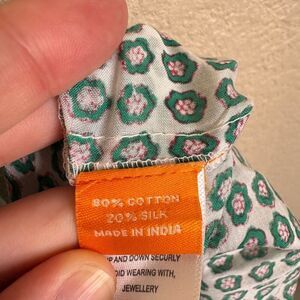 80% COTTON
20% SILK
MADE IN INDIA
AND DOWN SECURLY
WEARING WITH,
JEWELLERY